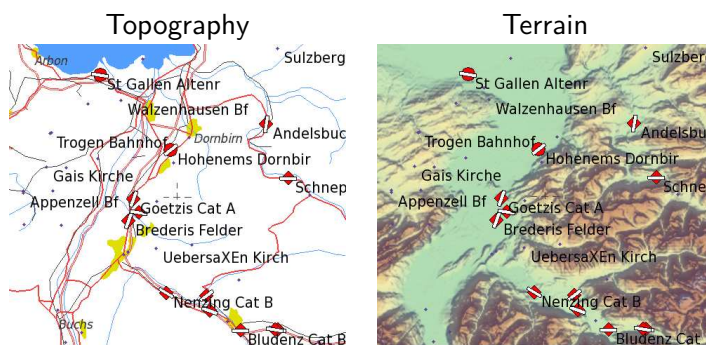 Topography
Arbon
Sulzberg
St Gallen Altenr
Walzenhausen Bf
Dornbirn
Andelsbuc
Trogen Bahnhof
Hohenems Dornbir
Gais Kirche
Schnep
Appenzell Bf
Goetzis Cat A
Brederis Felder
UebersaXEn Kirch
Nenzing Cat B
Buchs
Bludenz Cat B
Terrain
Sulzber
St Gallen Altenr
Walzenhausen Bf
Andelsbuc
Trogen Bahnhof
Hohenems Dornbir
Gais Kirche
Schne
Appenzell Bf
Goetzis Cat A
Brederis Felder
UebersaXEn Kirch
Nenzing Cat B
Bludenz Cat